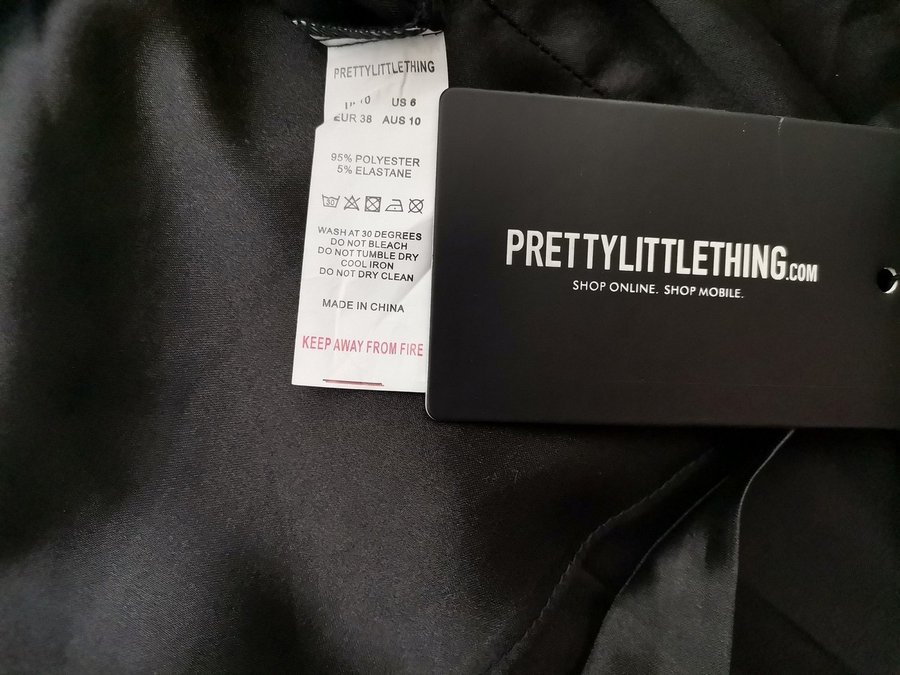 PRETTYLITTLETHING
US 6
EUR 38 AUS 10
95% POLYESTER
5% ELASTANE
30
WASH AT 30 DEGREES
DO NOT BLEACH
DO NOT TUMBLE DRY
COOL IRON
DO NOT DRY CLEAN
MADE IN CHINA
KEEP AWAY FROM FIRE
PRETTYLITTLETHING.COM
SHOP ONLINE. SHOP MOBILE.